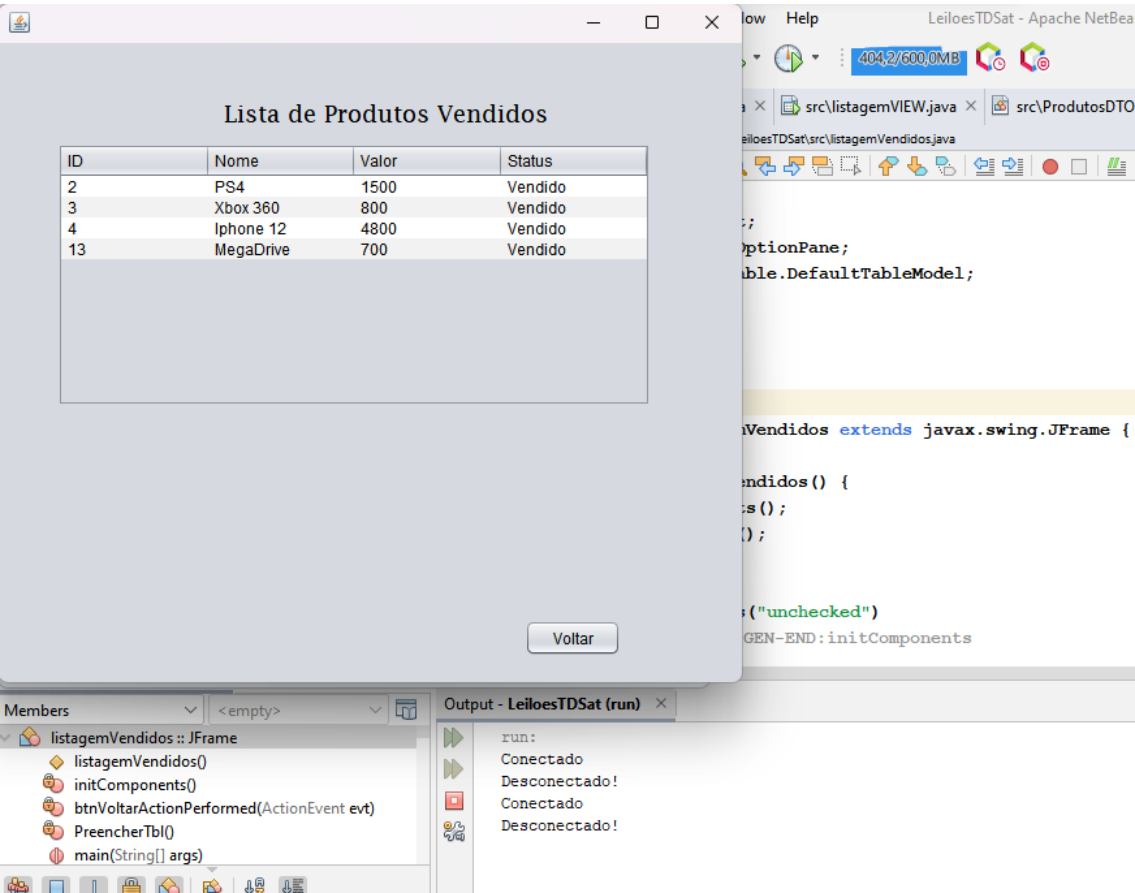 ow Help LeiloesTDSat - Apache NetBea
404,2/600,0MB
src\listagemVIEW.java src\ProdutosDTO
eiloesTDSat\src\listagemVendidos.java
Lista de Produtos Vendidos
ID Nome Valor Status
2 PS4 1500 Vendido
3 Xbox 360 800 Vendido
4 Iphone 12 4800 Vendido
13 MegaDrive 700 Vendido
Voltar
t;
OptionPane;
able.DefaultTableModel;
mVendidos extends javax.swing.JFrame {
endidos() {
ts();
();
s("unchecked")
GEN-END:initComponents
Members <empty>
listagemVendidos :: JFrame
listagemVendidos()
initComponents()
btnVoltarActionPerformed(ActionEvent evt)
PreencherTbl()
main(String[] args)
Output - LeiloesTDSat (run)
run:
Conectado
Desconectado!
Conectado
Desconectado!